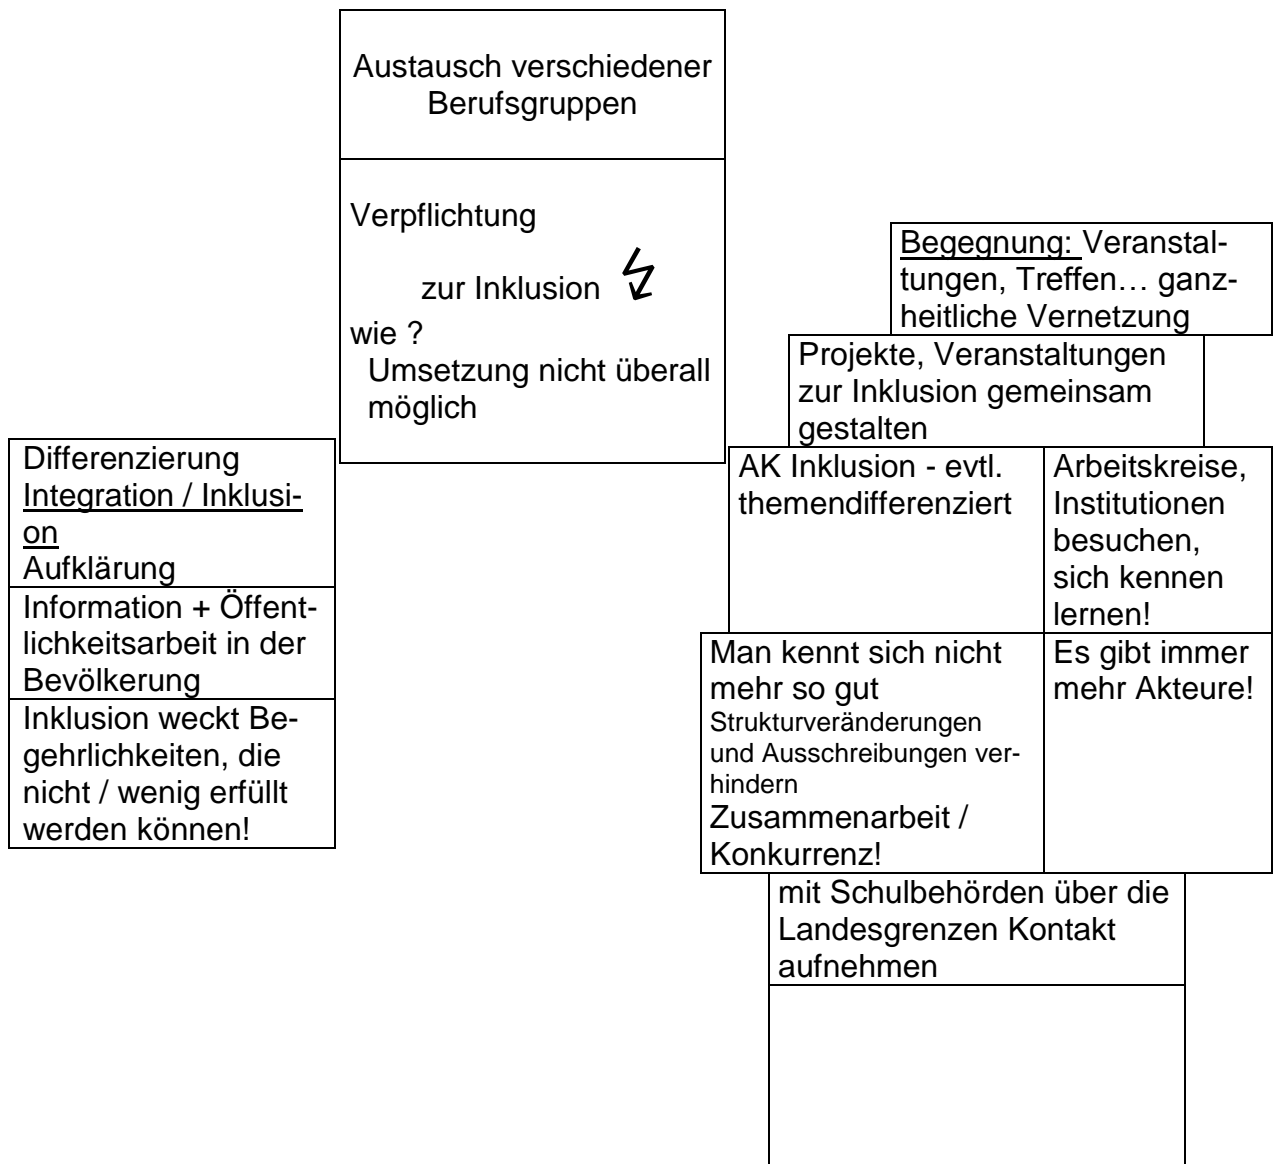 Austausch verschiedener
Berufsgruppen
Verpflichtung
zur Inklusion
wie ?
Umsetzung nicht überall
möglich
Differenzierung
Integration / Inklusi-
on
Aufklärung
Information + Öffent-
lichkeitsarbeit in der
Bevölkerung
Inklusion weckt Be-
gehrlichkeiten, die
nicht / wenig erfüllt
werden können!
Begegnung: Veranstal-
tungen, Treffen… ganz-
heitliche Vernetzung
Projekte, Veranstaltungen
zur Inklusion gemeinsam
gestalten
AK Inklusion - evtl.
themendifferenziert
Arbeitskreise,
Institutionen
besuchen,
sich kennen
lernen!
Man kennt sich nicht
mehr so gut
Strukturveränderungen
und Ausschreibungen ver-
hindern
Zusammenarbeit /
Konkurrenz!
Es gibt immer
mehr Akteure!
mit Schulbehörden über die
Landesgrenzen Kontakt
aufnehmen